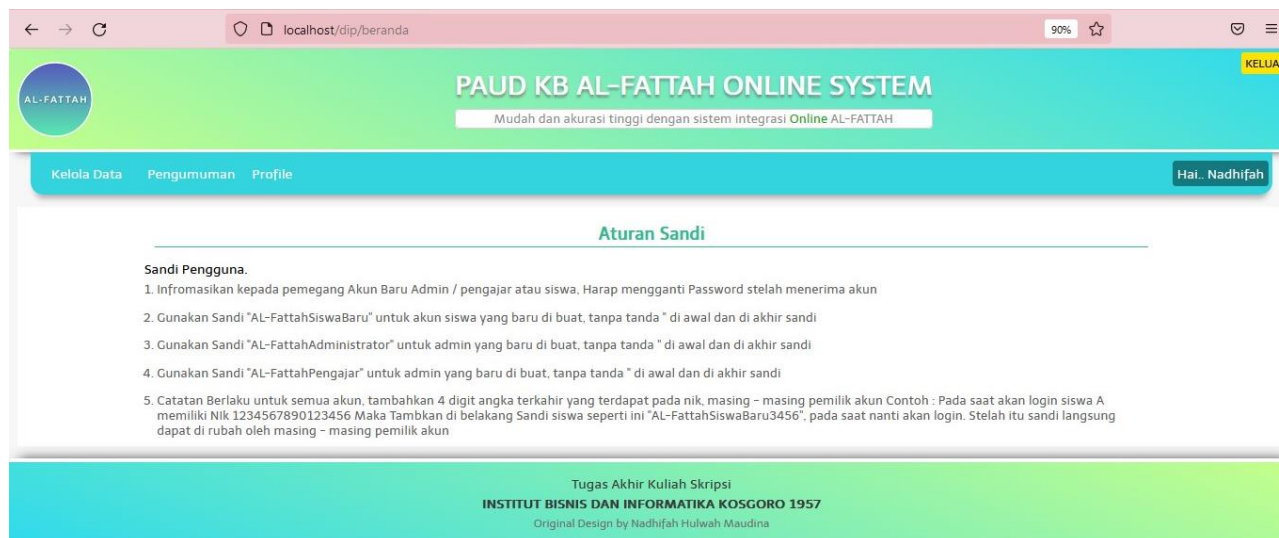 localhost/dip/beranda
90%
KELUA
AL-FATTAH
PAUD KB AL-FATTAH ONLINE SYSTEM
Mudah dan akurasi tinggi dengan sistem integrasi Online AL-FATTAH
Kelola Data Pengumuman Profile Hai.. Nadhifah
Aturan Sandi
Sandi Pengguna.
1. Infromasikan kepada pemegang Akun Baru Admin / pengajar atau siswa, Harap mengganti Password stelah menerima akun
2. Gunakan Sandi "AL-FattahSiswaBaru" untuk akun siswa yang baru di buat, tanpa tanda " di awal dan di akhir sandi
3. Gunakan Sandi "AL-FattahAdministrator" untuk admin yang baru di buat, tanpa tanda " di awal dan di akhir sandi
4. Gunakan Sandi "AL-FattahPengajar" untuk admin yang baru di buat, tanpa tanda " di awal dan di akhir sandi
5. Catatan Berlaku untuk semua akun, tambahkan 4 digit angka terkahir yang terdapat pada nik, masing - masing pemilik akun Contoh : Pada saat akan login siswa A
memiliki NIk 1234567890123456 Maka Tambkan di belakang Sandi siswa seperti ini "AL-FattahSiswaBaru3456", pada saat nanti akan login. Stelah itu sandi langsung
dapat di rubah oleh masing - masing pemilik akun
Tugas Akhir Kuliah Skripsi
INSTITUT BISNIS DAN INFORMATIKA KOSGORO 1957
Original Design by Nadhifah Hulwah Maudina